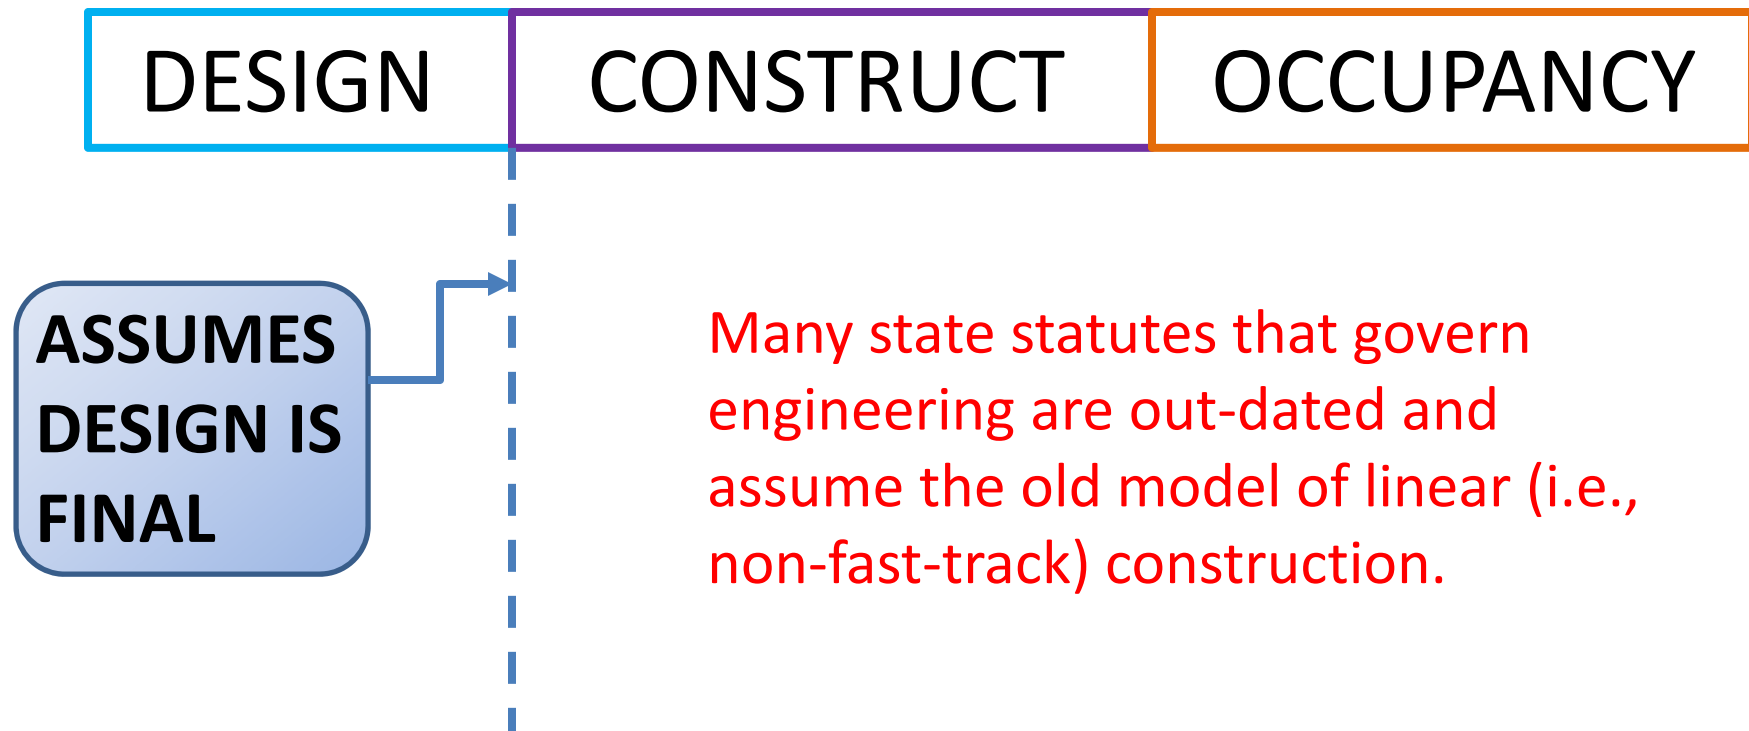 DESIGN CONSTRUCT OCCUPANCY
ASSUMES
DESIGN IS
FINAL
Many state statutes that govern
engineering are out-dated and
assume the old model of linear (i.e.,
non-fast-track) construction.